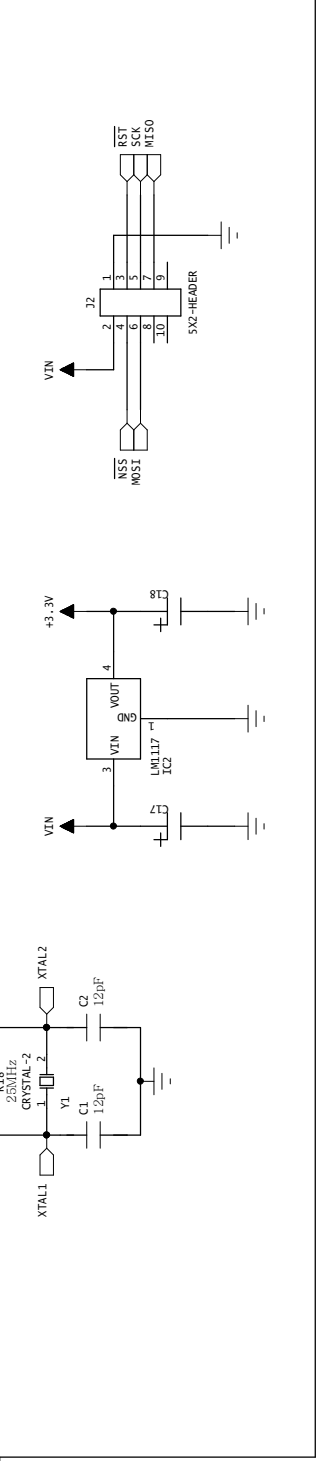 XTAL1
XTAL2
25MHz
CRYSTAL-2
1
2
Y1
C1
12pF
C2
12pF
VIN
+3.3V
3
VIN
VOUT
4
GND
1
LM1117
IC2
C17
+
C18
+
VIN
J2
2
1
4
3
6
5
8
7
10
9
5X2-HEADER
NSS
MOSI
RST
SCK
MISO